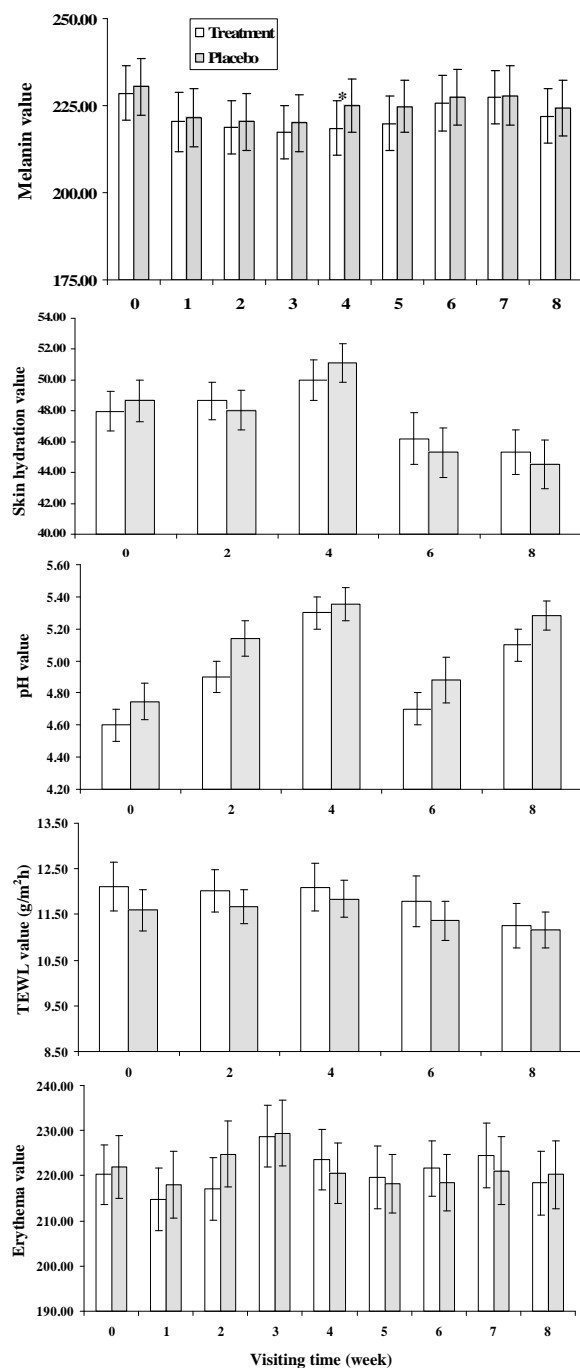 250.00
Treatment
Placebo
225.00
*
200.00
175.00
Melanin value
0 1 2 3 4 5 6 7 8
54.00
52.00
50.00
48.00
46.00
44.00
42.00
40.00
Skin hydration value
0 2 4 6 8
5.60
5.40
5.20
5.00
4.80
4.60
4.40
4.20
pH value
0 2 4 6 8
13.50
12.50
11.50
10.50
9.50
8.50
TEWL value (g/m²h)
0 2 4 6 8
240.00
230.00
220.00
210.00
200.00
190.00
Erythema value
0 1 2 3 4 5 6 7 8
Visiting time (week)